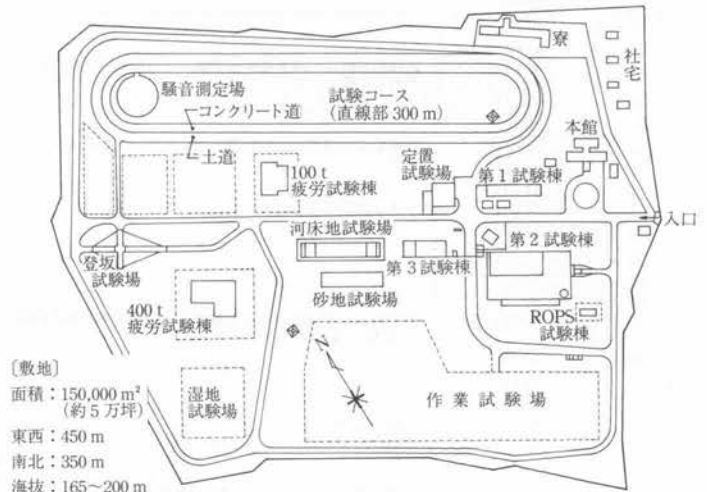 寮
社宅
騒音測定場
コンクリート道
試験コース
(直線部 300 m)
本館
土道
100 t
疲労試験棟
定置
試験場
第1試験棟
入口
河床地試験場
第2試験棟
登坂
試験場
第3試験棟
砂地試験場
400 t
疲労試験棟
ROPS
試験棟
N
〔敷地〕
面積：150,000 m²
(約5万坪)
東西：450 m
南北：350 m
海抜：165〜200 m
湿地
試験場
作業試験場